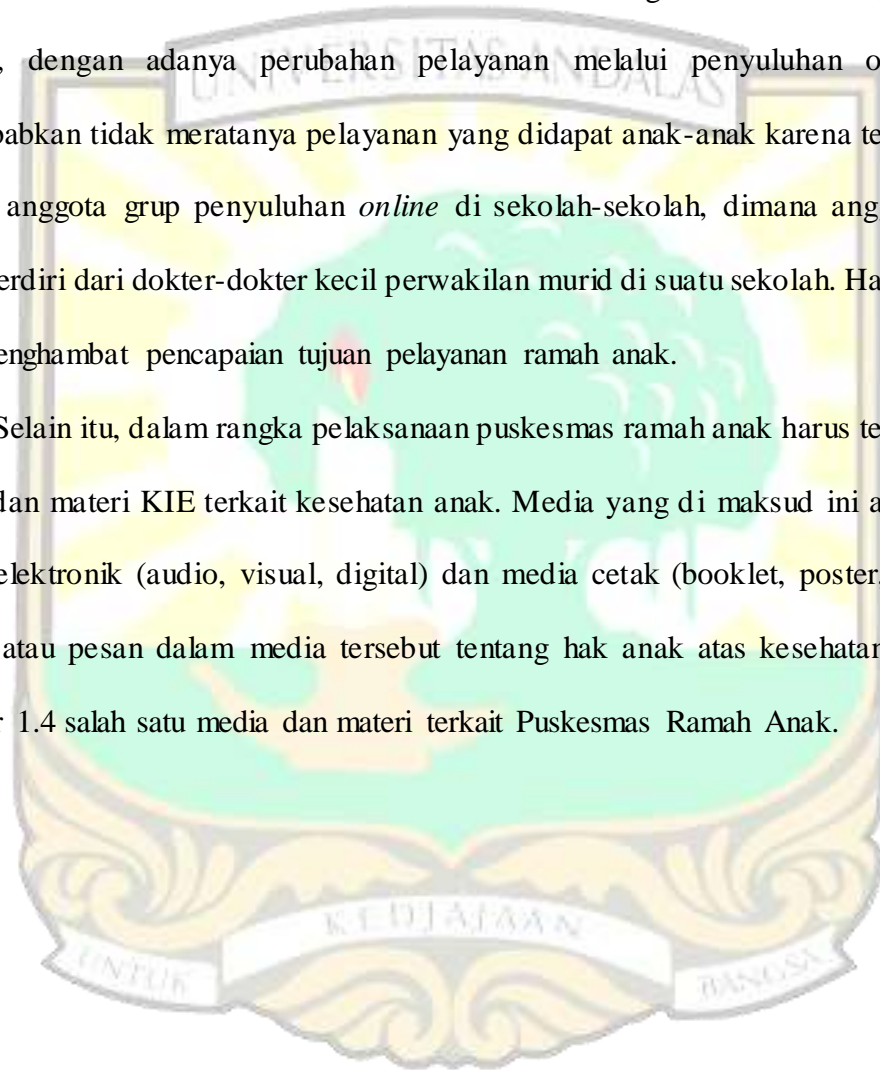 , dengan adanya perubahan pelayanan melalui penyuluhan o
babkan tidak meratanya pelayanan yang didapat anak-anak karena te
anggota grup penyuluhan online di sekolah-sekolah, dimana ang
erdiri dari dokter-dokter kecil perwakilan murid di suatu sekolah. Ha
enghambat pencapaian tujuan pelayanan ramah anak.
Selain itu, dalam rangka pelaksanaan puskesmas ramah anak harus te
dan materi KIE terkait kesehatan anak. Media yang di maksud ini a
elektronik (audio, visual, digital) dan media cetak (booklet, poster,
atau pesan dalam media tersebut tentang hak anak atas kesehatan
r 1.4 salah satu media dan materi terkait Puskesmas Ramah Anak.
UNIVERSITAS ANDALAS
UNTUK KEDJAJAAN BANGSA